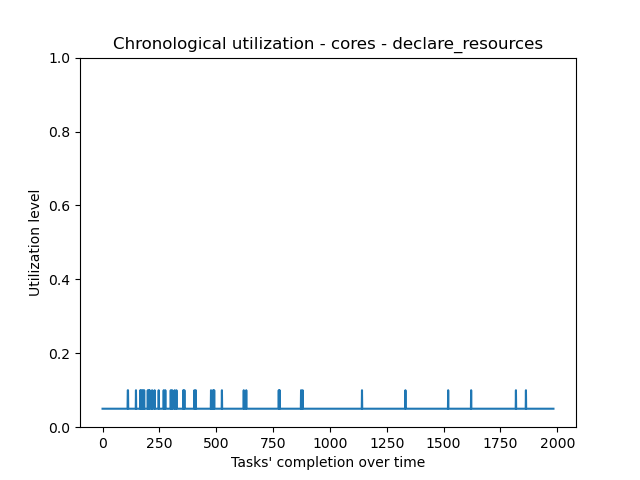 Chronological utilization - cores - declare_resources
1.0
0.8
0.6
0.4
0.2
0.0
Utilization level
0 250 500 750 1000 1250 1500 1750 2000
Tasks' completion over time